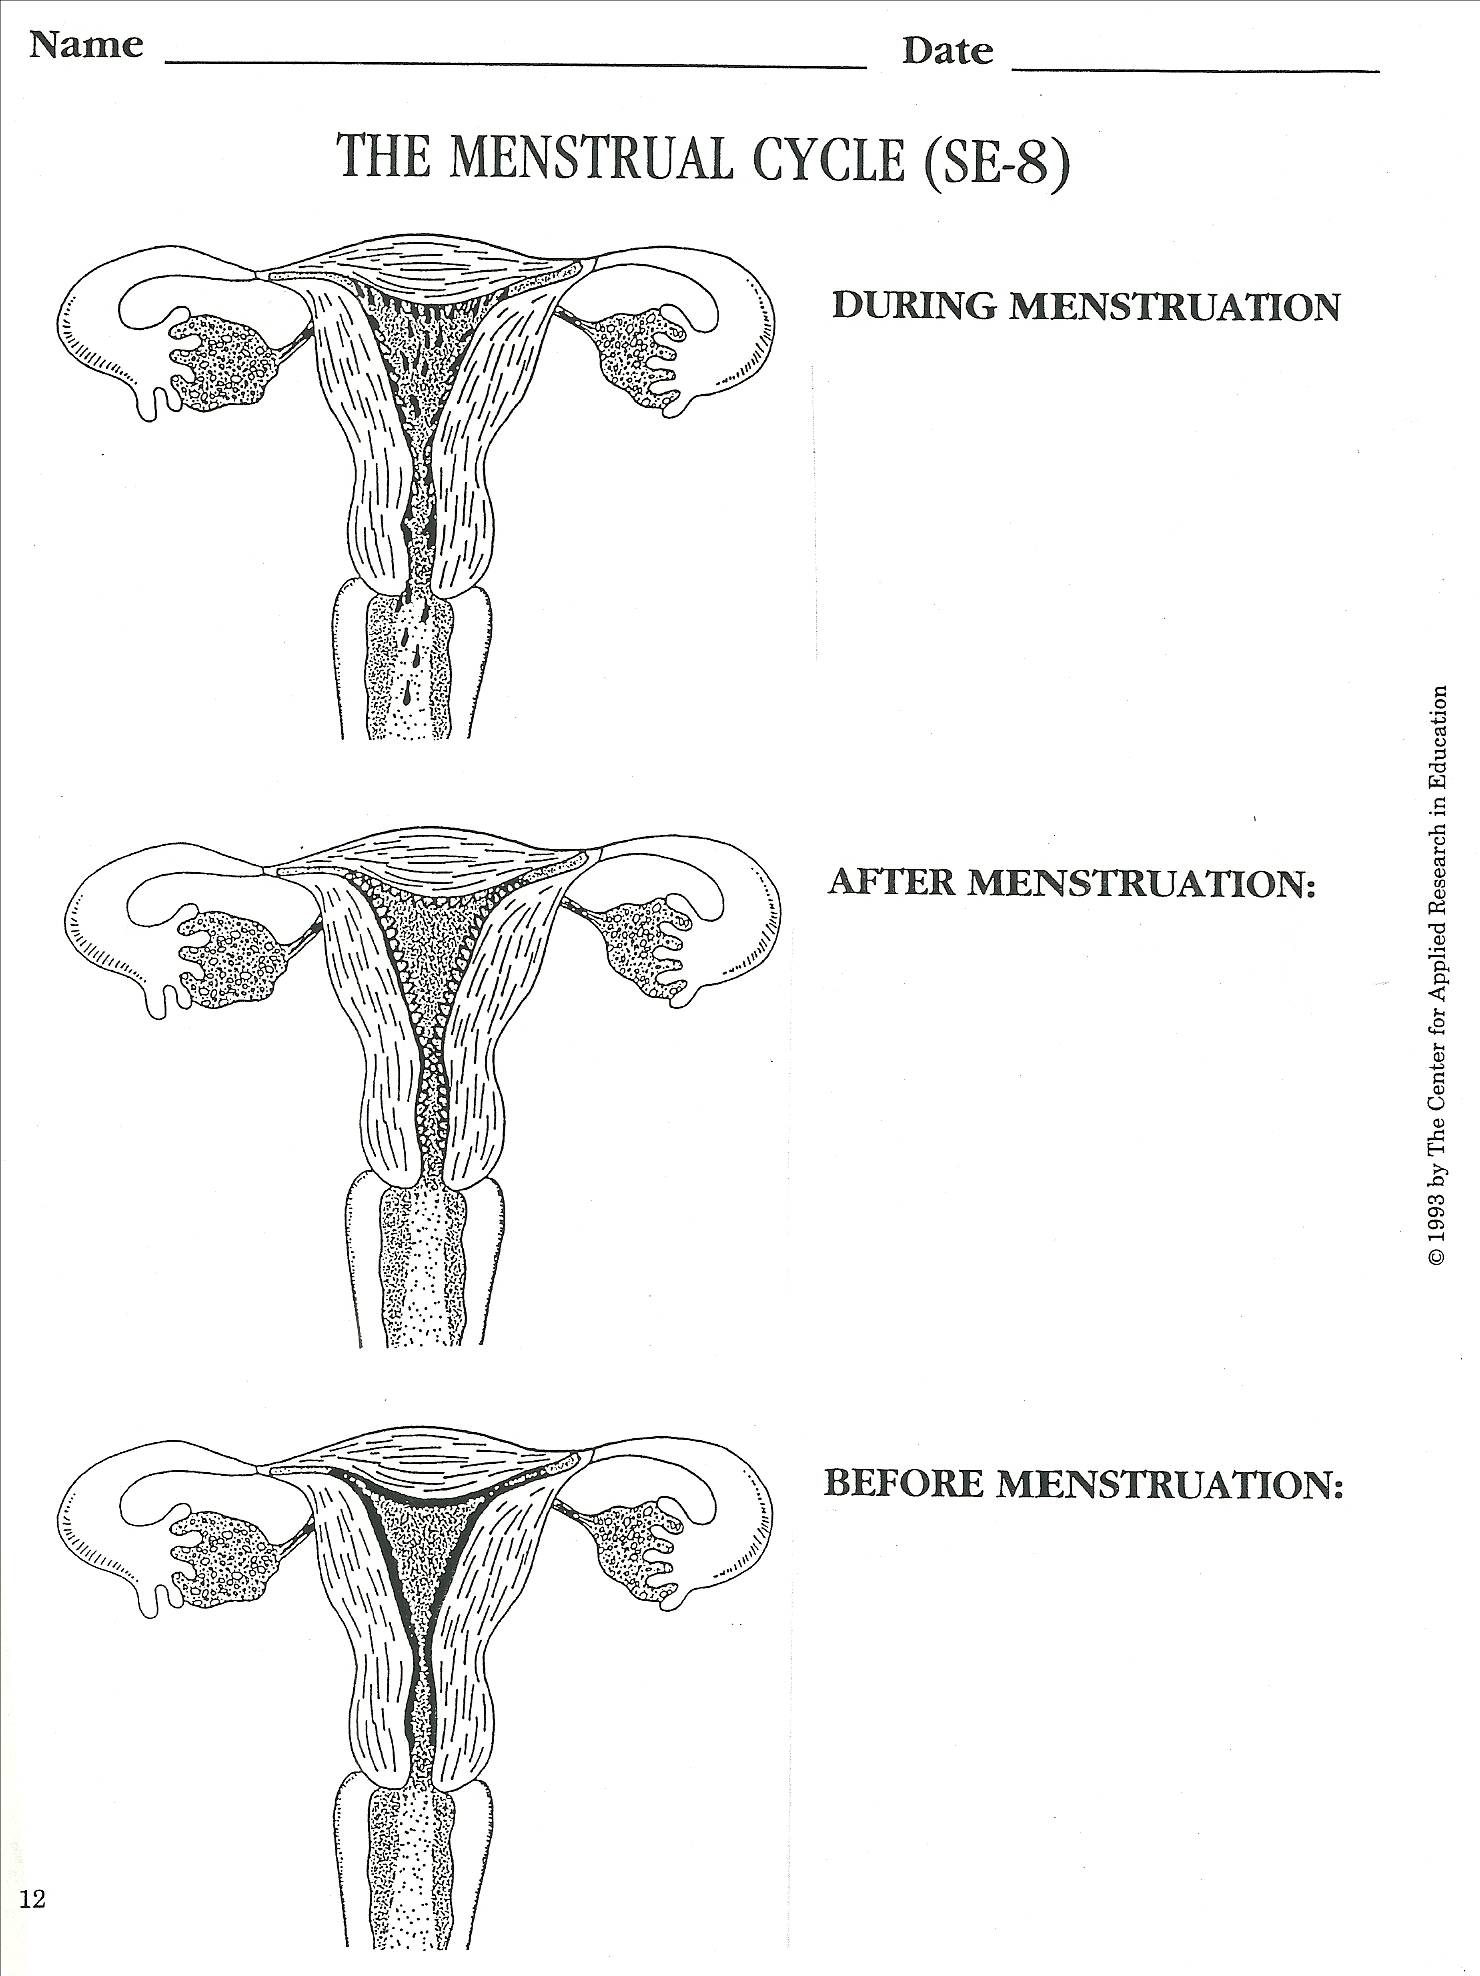 Name Date
THE MENSTRUAL CYCLE (SE-8)
DURING MENSTRUATION
AFTER MENSTRUATION:
BEFORE MENSTRUATION:
© 1993 by The Center for Applied Research in Education
12